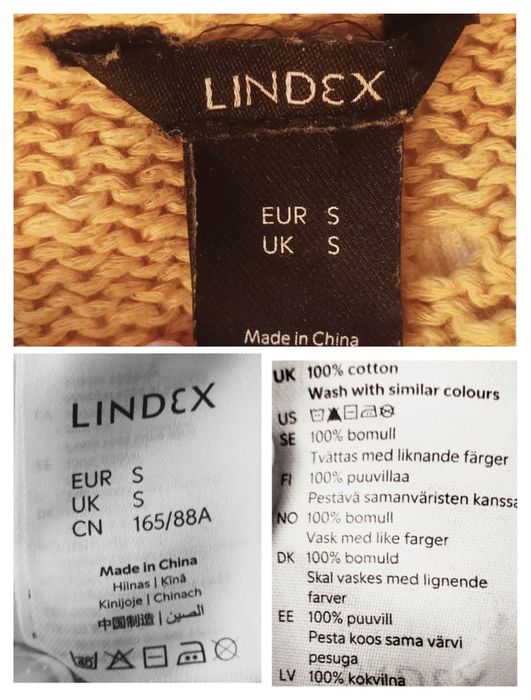 LINDEX
EUR S
UK S
Made in China
LINDEX
EUR S
UK S
CN 165/88A
Made in China
Hiinas | Ķīnā
Kinijoje | Chinach
中国制造 | الصين
40
UK 100% cotton
Wash with similar colours
US
SE 100% bomull
Tvättas med liknande färger
FI 100% puuvillaa
Pestävä samanväristen kanssa
NO 100% bomull
Vask med like farger
DK 100% bomuld
Skal vaskes med lignende
farver
EE 100% puuvill
Pesta koos sama värvi
pesuga
LV 100% kokvilna